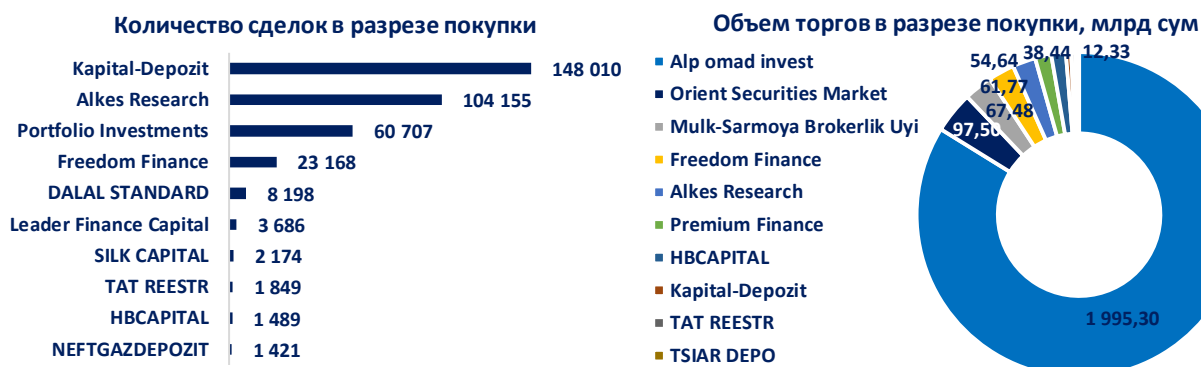 Количество сделок в разрезе покупки
Kapital-Depozit 148 010
Alkes Research 104 155
Portfolio Investments 60 707
Freedom Finance 23 168
DALAL STANDARD 8 198
Leader Finance Capital 3 686
SILK CAPITAL 2 174
TAT REESTR 1 849
HBCAPITAL 1 489
NEFTGAZDEPOZIT 1 421
Объем торгов в разрезе покупки, млрд сум
Alp omad invest
Orient Securities Market
Mulk-Sarmoya Brokerlik Uyi
Freedom Finance
Alkes Research
Premium Finance
HBCAPITAL
Kapital-Depozit
TAT REESTR
TSIAR DEPO
54,64
38,44
12,33
61,77
67,48
97,50
1 995,30